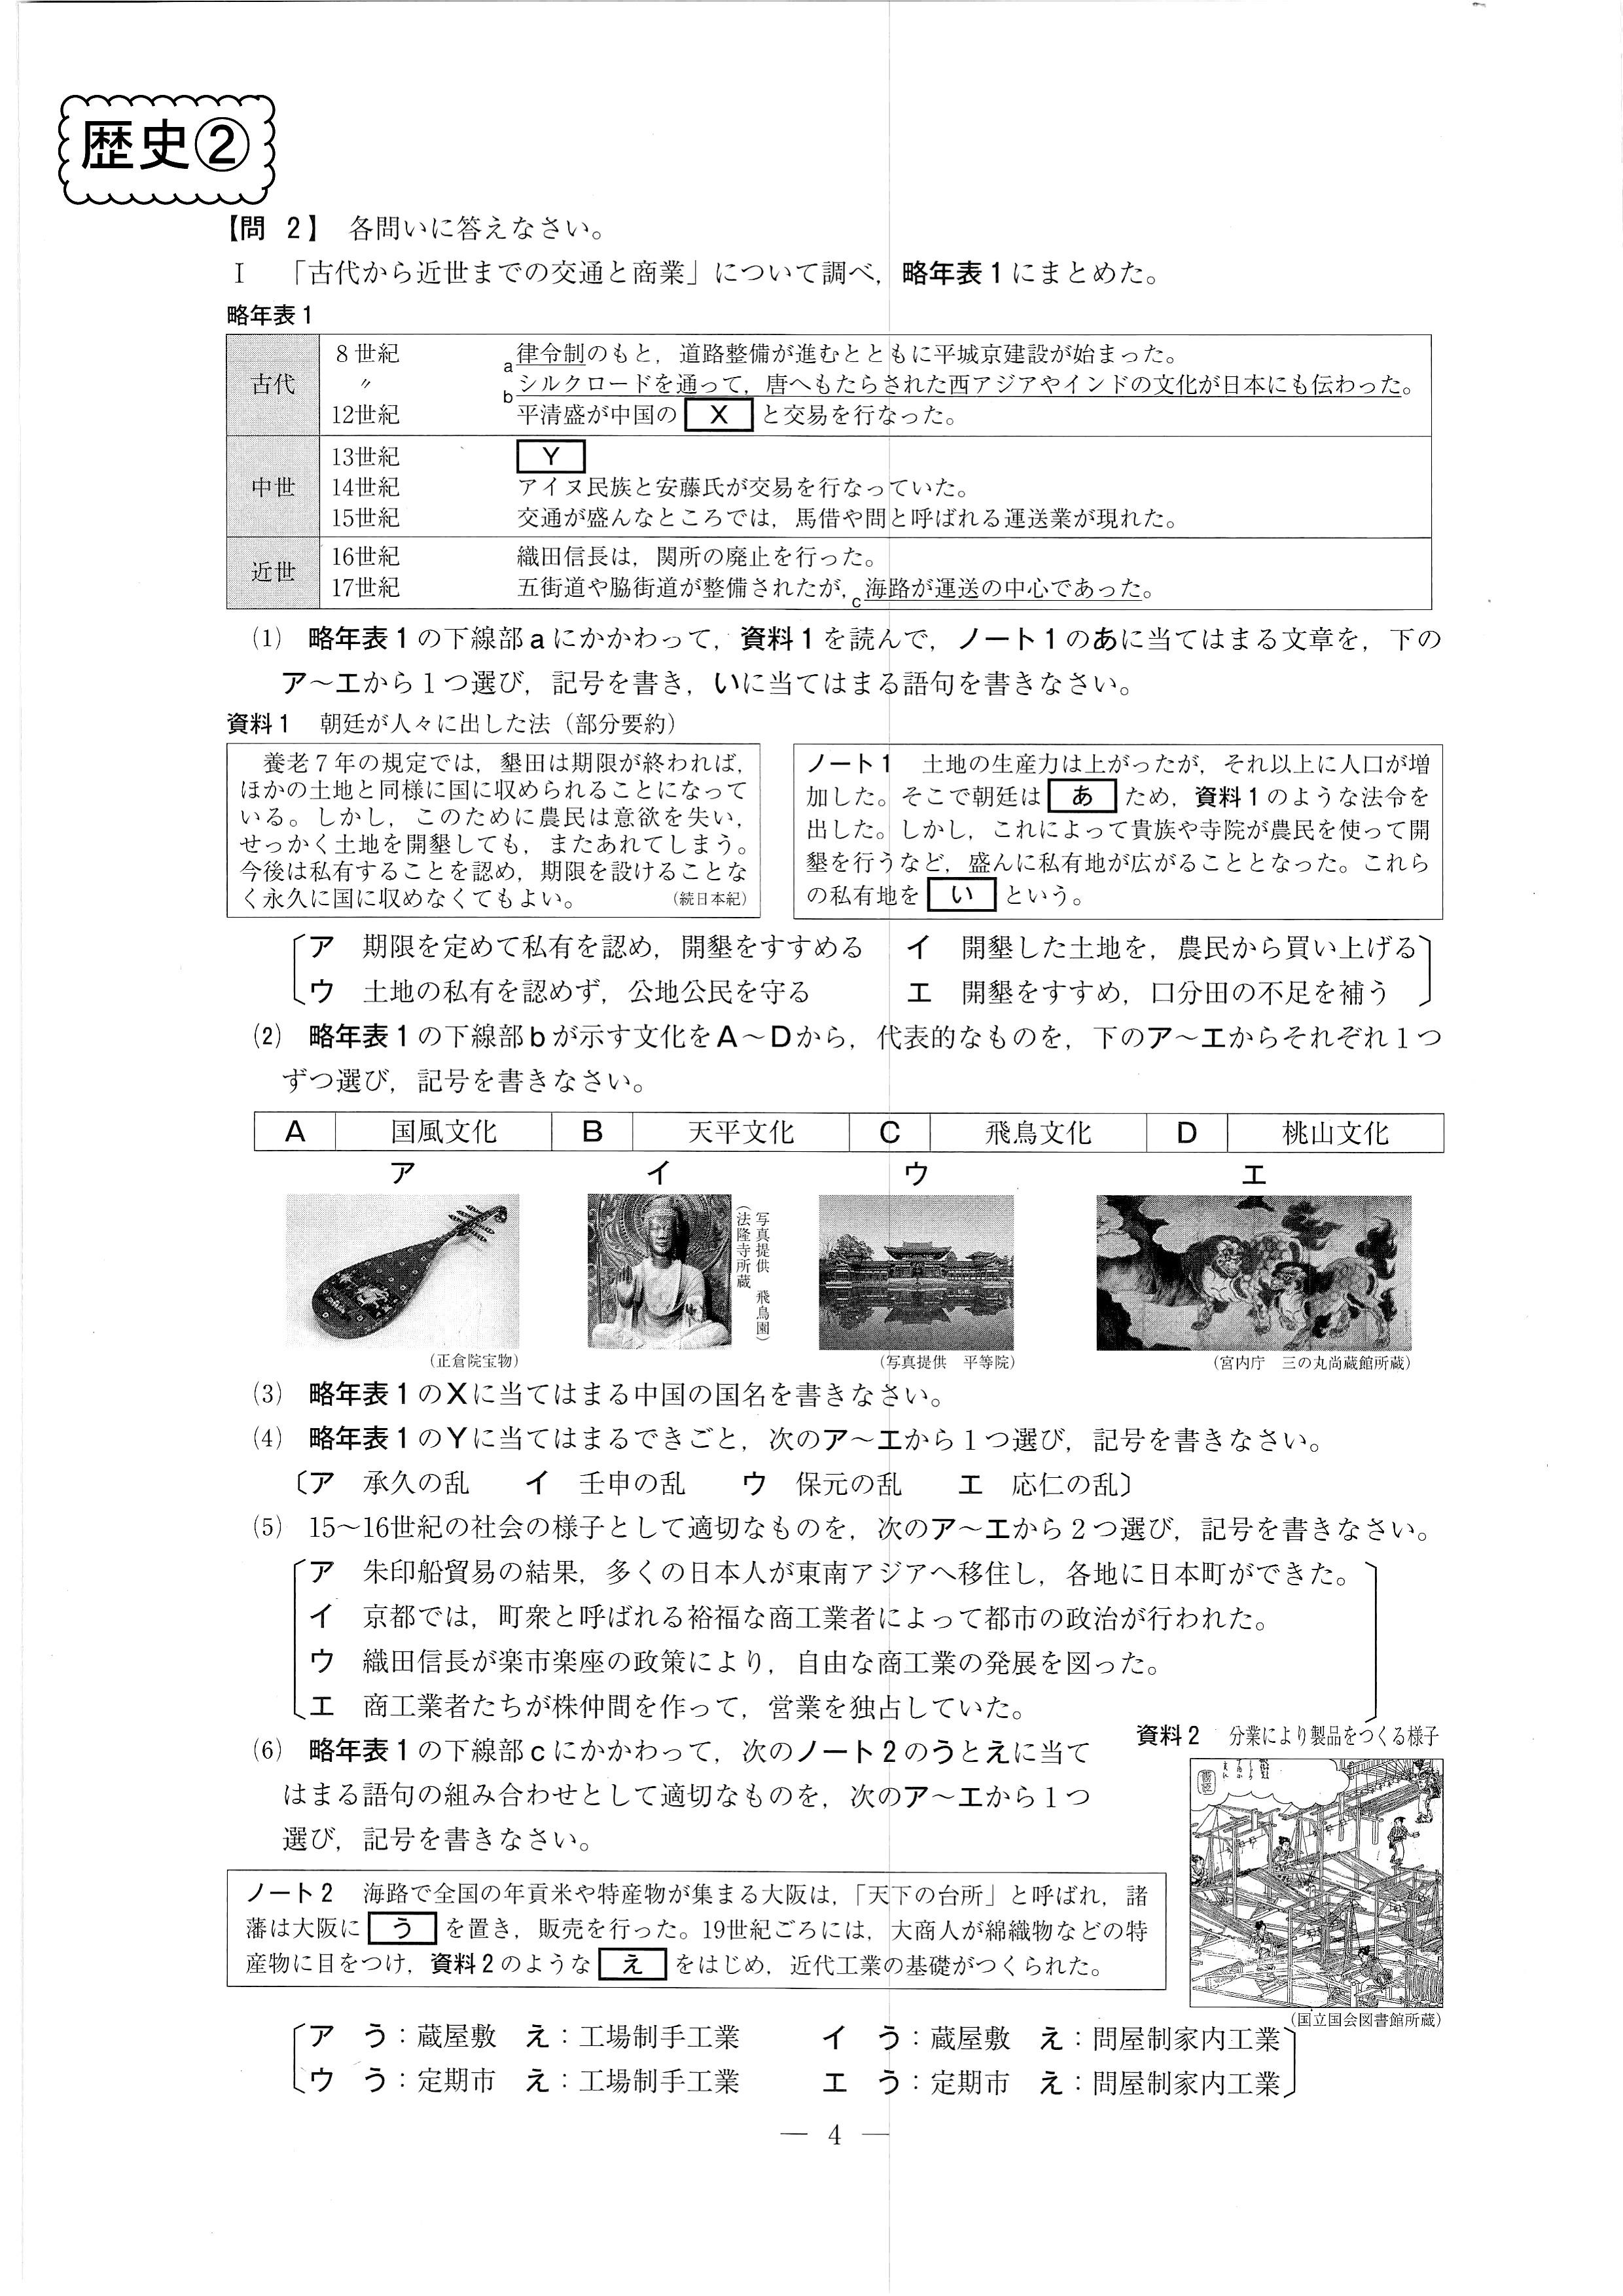 歴史②
【問 2】 各問いに答えなさい。
Ⅰ 「古代から近世までの交通と商業」について調べ，略年表1にまとめた。
略年表1
古代
8世紀 a律令制のもと，道路整備が進むとともに平城京建設が始まった。
〃 bシルクロードを通って，唐へもたらされた西アジアやインドの文化が日本にも伝わった。
12世紀 平清盛が中国の X と交易を行なった。
中世
13世紀 Y
14世紀 アイヌ民族と安藤氏が交易を行なっていた。
15世紀 交通が盛んなところでは，馬借や問と呼ばれる運送業が現れた。
近世
16世紀 織田信長は，関所の廃止を行った。
17世紀 五街道や脇街道が整備されたが，c海路が運送の中心であった。
(1) 略年表1の下線部aにかかわって，資料1を読んで，ノート1のあに当てはまる文章を，下の
ア～エから1つ選び，記号を書き，いに当てはまる語句を書きなさい。
資料1 朝廷が人々に出した法（部分要約）
養老7年の規定では，墾田は期限が終われば，
ほかの土地と同様に国に収められることになって
いる。しかし，このために農民は意欲を失い，
せっかく土地を開墾しても，またあれてしまう。
今後は私有することを認め，期限を設けることな
く永久に国に収めなくてもよい。 （続日本紀）
ノート1 土地の生産力は上がったが，それ以上に人口が増
加した。そこで朝廷は あ ため，資料1のような法令を
出した。しかし，これによって貴族や寺院が農民を使って開
墾を行うなど，盛んに私有地が広がることとなった。これら
の私有地を い という。
ア 期限を定めて私有を認め，開墾をすすめる イ 開墾した土地を，農民から買い上げる
ウ 土地の私有を認めず，公地公民を守る エ 開墾をすすめ，口分田の不足を補う
(2) 略年表1の下線部bが示す文化をA～Dから，代表的なものを，下のア～エからそれぞれ1つ
ずつ選び，記号を書きなさい。
A 国風文化 B 天平文化 C 飛鳥文化 D 桃山文化
ア イ ウ エ
（正倉院宝物）
写真提供 飛鳥園）
（法隆寺所蔵
（写真提供 平等院）
（宮内庁 三の丸尚蔵館所蔵）
(3) 略年表1のXに当てはまる中国の国名を書きなさい。
(4) 略年表1のYに当てはまるできごと，次のア～エから1つ選び，記号を書きなさい。
〔ア 承久の乱 イ 壬申の乱 ウ 保元の乱 エ 応仁の乱〕
(5) 15～16世紀の社会の様子として適切なものを，次のア～エから2つ選び，記号を書きなさい。
ア 朱印船貿易の結果，多くの日本人が東南アジアへ移住し，各地に日本町ができた。
イ 京都では，町衆と呼ばれる裕福な商工業者によって都市の政治が行われた。
ウ 織田信長が楽市楽座の政策により，自由な商工業の発展を図った。
エ 商工業者たちが株仲間を作って，営業を独占していた。
(6) 略年表1の下線部cにかかわって，次のノート2のうとえに当て
はまる語句の組み合わせとして適切なものを，次のア～エから1つ
選び，記号を書きなさい。
資料2 分業により製品をつくる様子
（国立国会図書館所蔵）
ノート2 海路で全国の年貢米や特産物が集まる大阪は，「天下の台所」と呼ばれ，諸
藩は大阪に う を置き，販売を行った。19世紀ごろには，大商人が綿織物などの特
産物に目をつけ，資料2のような え をはじめ，近代工業の基礎がつくられた。
ア う：蔵屋敷 え：工場制手工業 イ う：蔵屋敷 え：問屋制家内工業
ウ う：定期市 え：工場制手工業 エ う：定期市 え：問屋制家内工業
― 4 ―